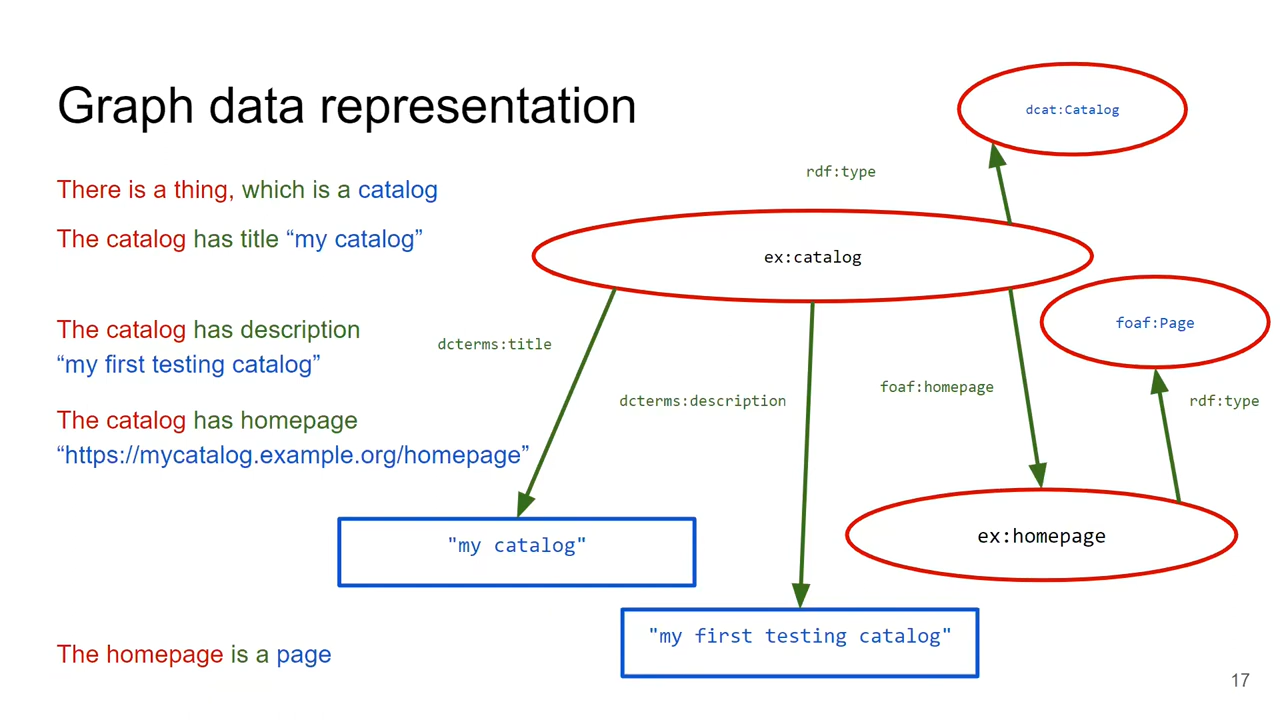 Graph data representation
There is a thing, which is a catalog
The catalog has title “my catalog”
The catalog has description
“my first testing catalog”
The catalog has homepage
“https://mycatalog.example.org/homepage”
The homepage is a page
dcat:Catalog
rdf:type
ex:catalog
foaf:Page
dcterms:title
dcterms:description
foaf:homepage
rdf:type
"my catalog"
ex:homepage
"my first testing catalog"
17